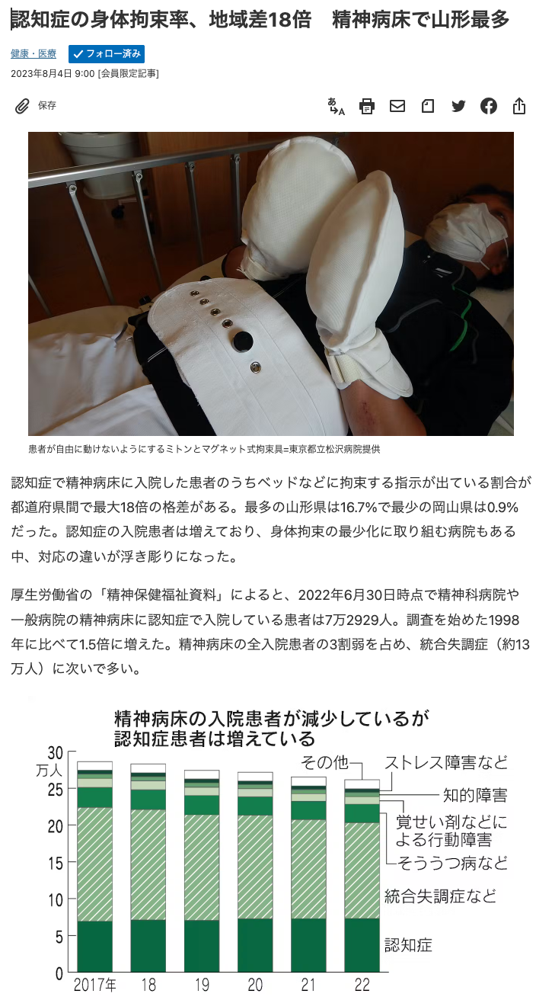 認知症の身体拘束率、地域差18倍　精神病床で山形最多
健康・医療 フォロー済み
2023年8月4日 9:00 [会員限定記事]
保存
あ
A
患者が自由に動けないようにするミトンとマグネット式拘束具=東京都立松沢病院提供
認知症で精神病床に入院した患者のうちベッドなどに拘束する指示が出ている割合が
都道府県間で最大18倍の格差がある。最多の山形県は16.7%で最少の岡山県は0.9%
だった。認知症の入院患者は増えており、身体拘束の最少化に取り組む病院もある
中、対応の違いが浮き彫りになった。
厚生労働省の「精神保健福祉資料」によると、2022年6月30日時点で精神科病院や
一般病院の精神病床に認知症で入院している患者は7万2929人。調査を始めた1998
年に比べて1.5倍に増えた。精神病床の全入院患者の3割弱を占め、統合失調症（約13
万人）に次いで多い。
精神病床の入院患者が減少しているが
認知症患者は増えている
30
万人
25
20
15
10
5
0
その他
ストレス障害など
知的障害
覚せい剤などに
よる行動障害
そううつ病など
統合失調症など
認知症
2017年 18 19 20 21 22